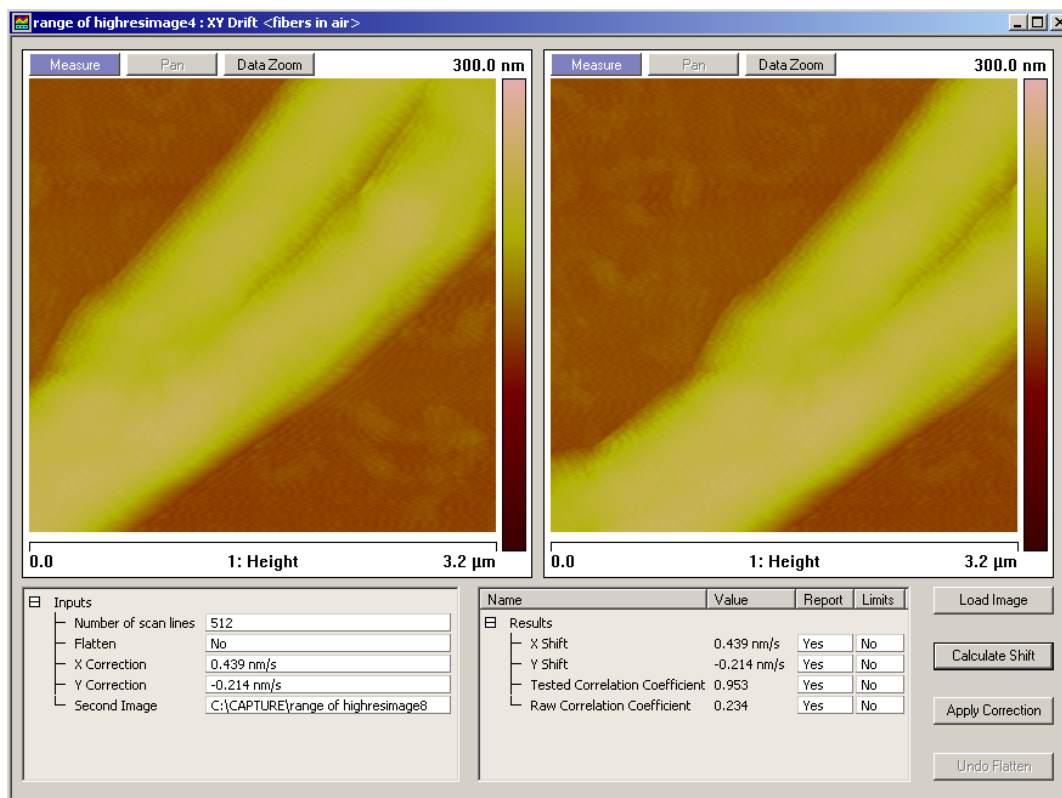 range of highresimage4 : XY Drift <fibers in air>
Measure Pan Data Zoom 300.0 nm
0.0 1: Height 3.2 µm
Measure Pan Data Zoom 300.0 nm
0.0 1: Height 3.2 µm
Inputs
Number of scan lines 512
Flatten No
X Correction 0.439 nm/s
Y Correction -0.214 nm/s
Second Image C:\CAPTURE\range of highresimage8
Name Value Report Limits
Results
X Shift 0.439 nm/s Yes No
Y Shift -0.214 nm/s Yes No
Tested Correlation Coefficient 0.953 Yes No
Raw Correlation Coefficient 0.234 Yes No
Load Image
Calculate Shift
Apply Correction
Undo Flatten